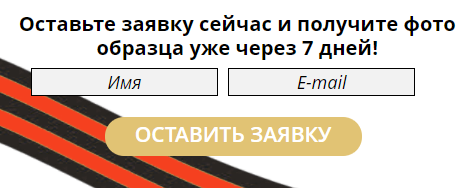 Оставьте заявку сейчас и получите фото
образца уже через 7 дней!
Имя
E-mail
ОСТАВИТЬ ЗАЯВКУ